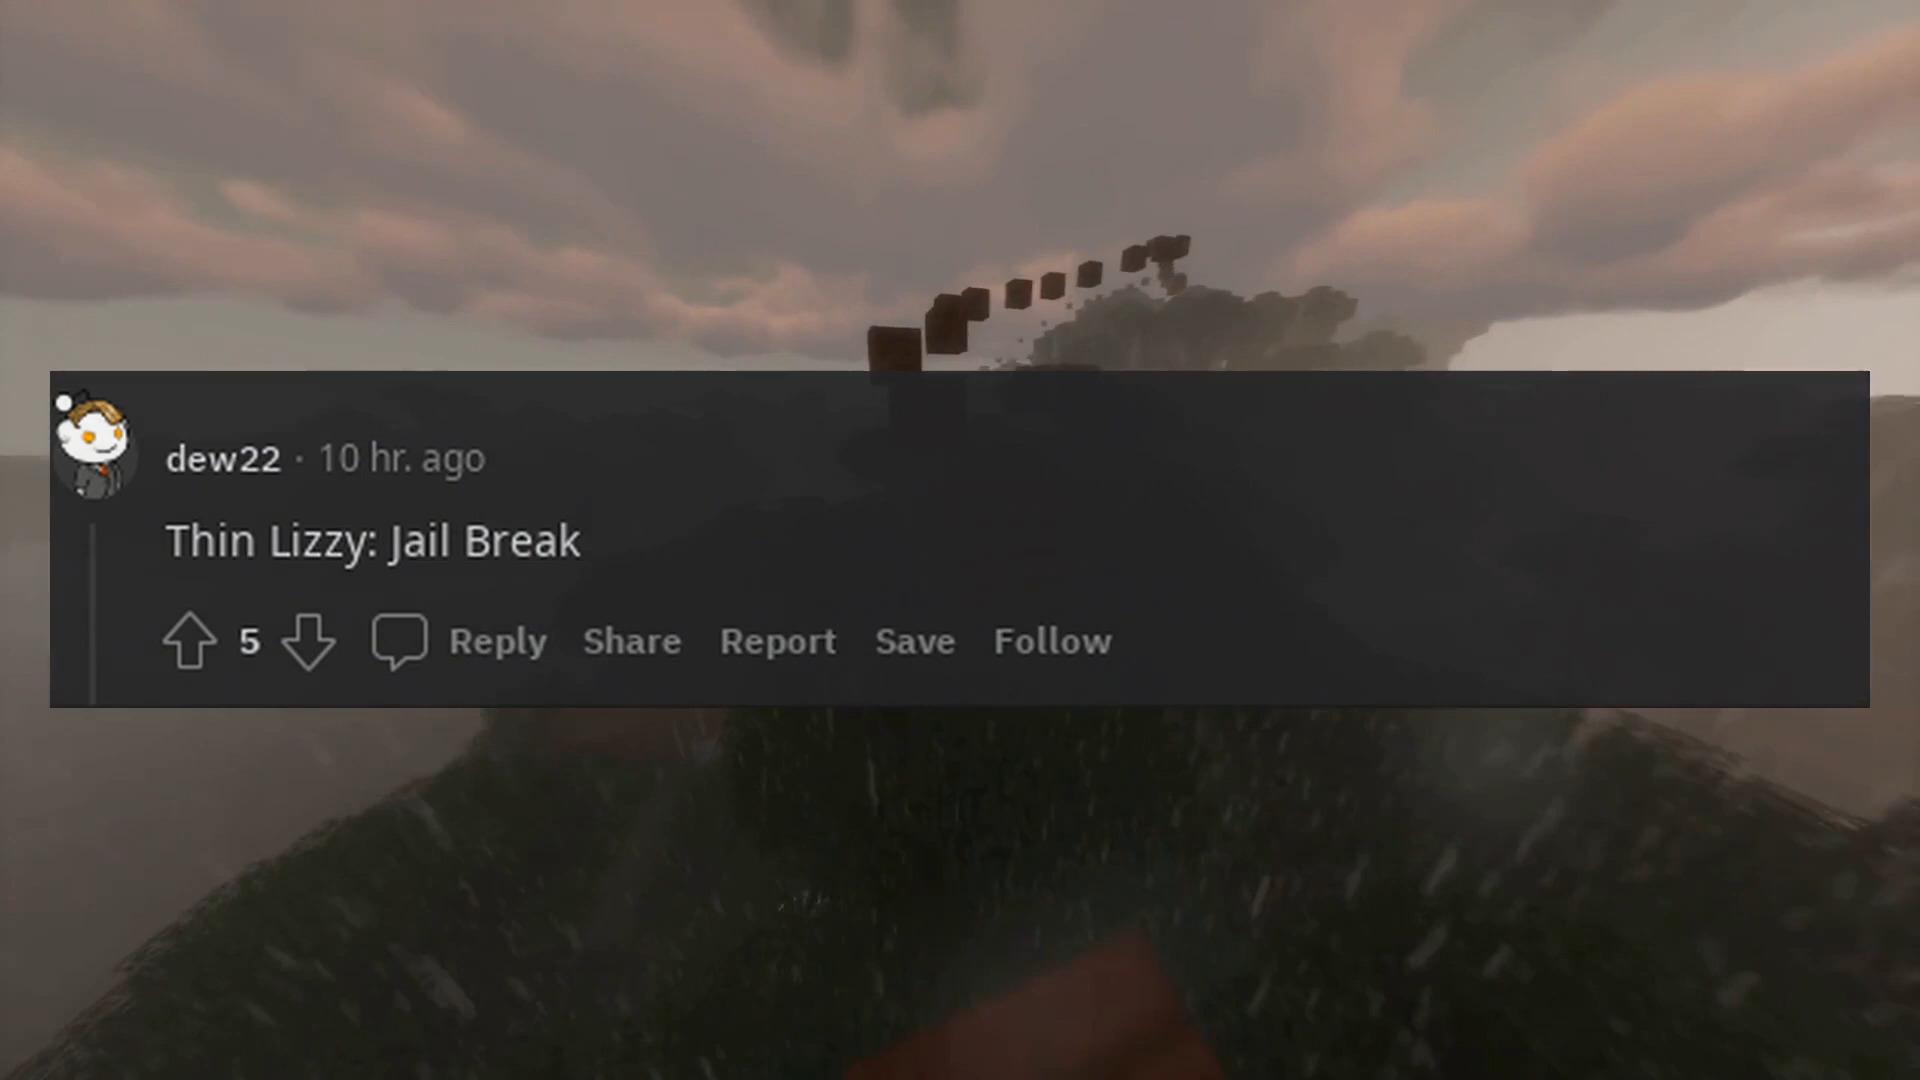 dew22 · 10 hr. ago
Thin Lizzy: Jail Break
5 Reply Share Report Save Follow